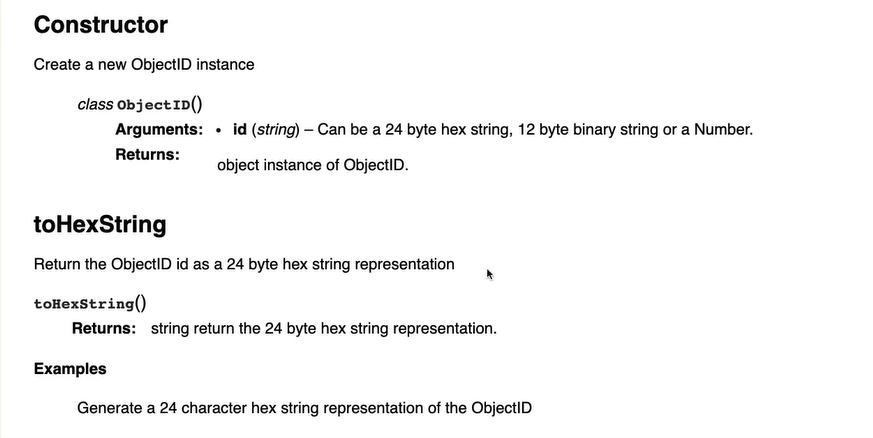 Constructor
Create a new ObjectID instance
class ObjectID()
Arguments: • id (string) – Can be a 24 byte hex string, 12 byte binary string or a Number.
Returns:
object instance of ObjectID.
toHexString
Return the ObjectID id as a 24 byte hex string representation
toHexString()
Returns: string return the 24 byte hex string representation.
Examples
Generate a 24 character hex string representation of the ObjectID